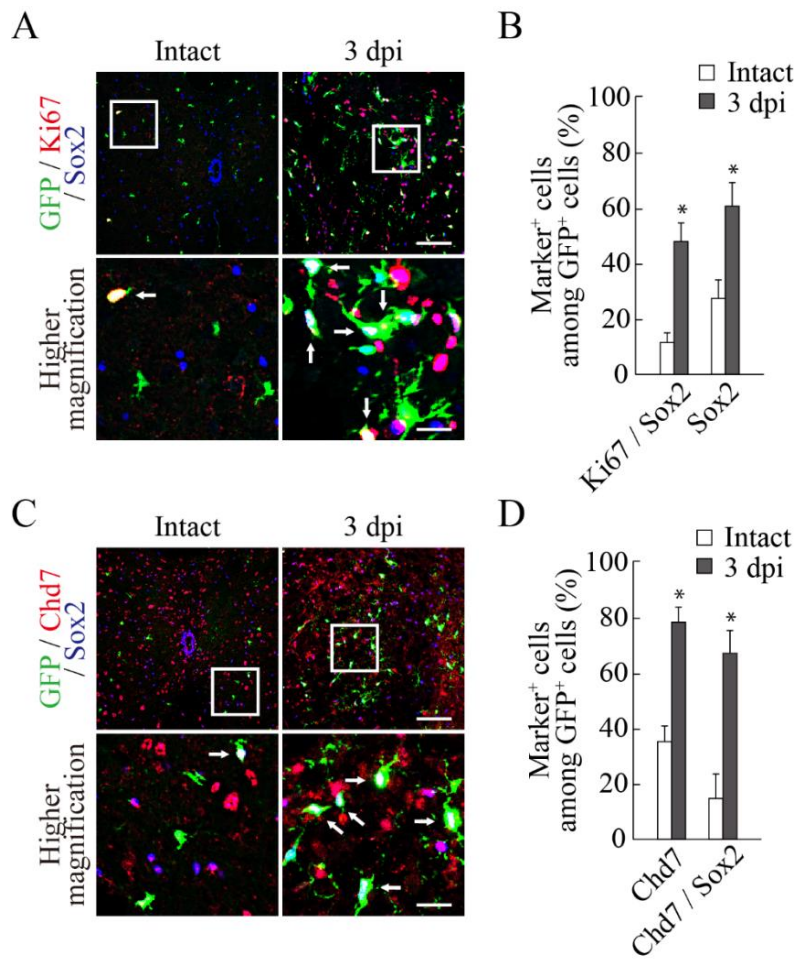 A
Intact
3 dpi
GFP / Ki67
/ Sox2
Higher
magnification
B
Intact
3 dpi
Marker+ cells
among GFP+ cells (%)
100
80
60
40
20
0
*
*
Ki67 / Sox2
Sox2
C
Intact
3 dpi
GFP / Chd7
/ Sox2
Higher
magnification
D
Intact
3 dpi
Marker+ cells
among GFP+ cells (%)
100
80
60
40
20
0
*
*
Chd7
Chd7 / Sox2